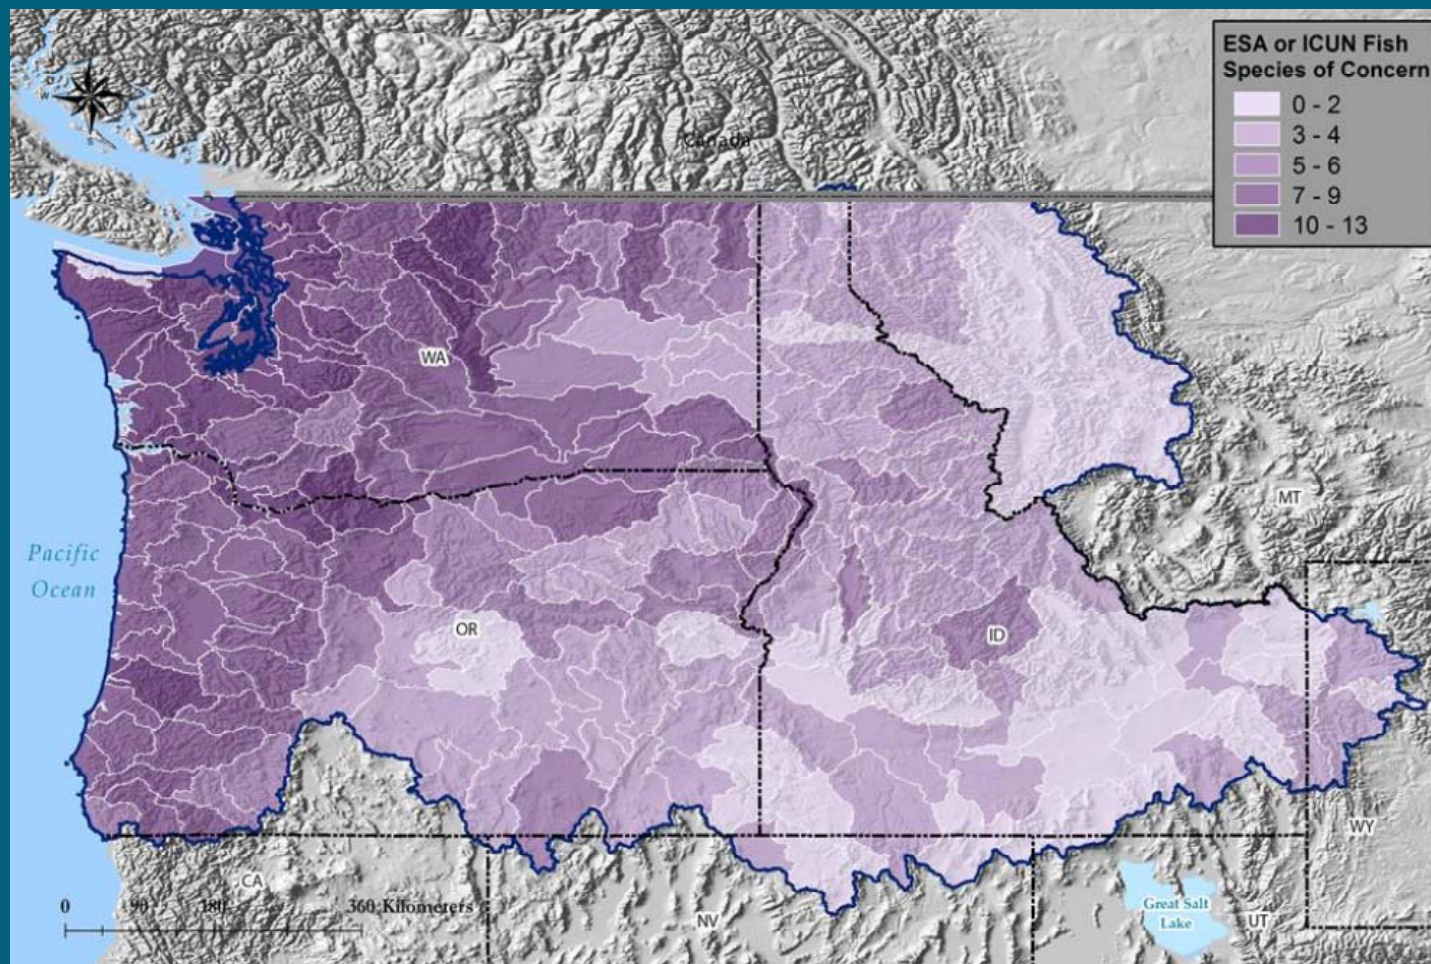 ESA or ICUN Fish
Species of Concern
0 - 2
3 - 4
5 - 6
7 - 9
10 - 13
W
S
Canada
WA
MT
Pacific
Ocean
OR
ID
WY
CA
0 90 180 360 Kilometers
NV
Great Salt
Lake
UT